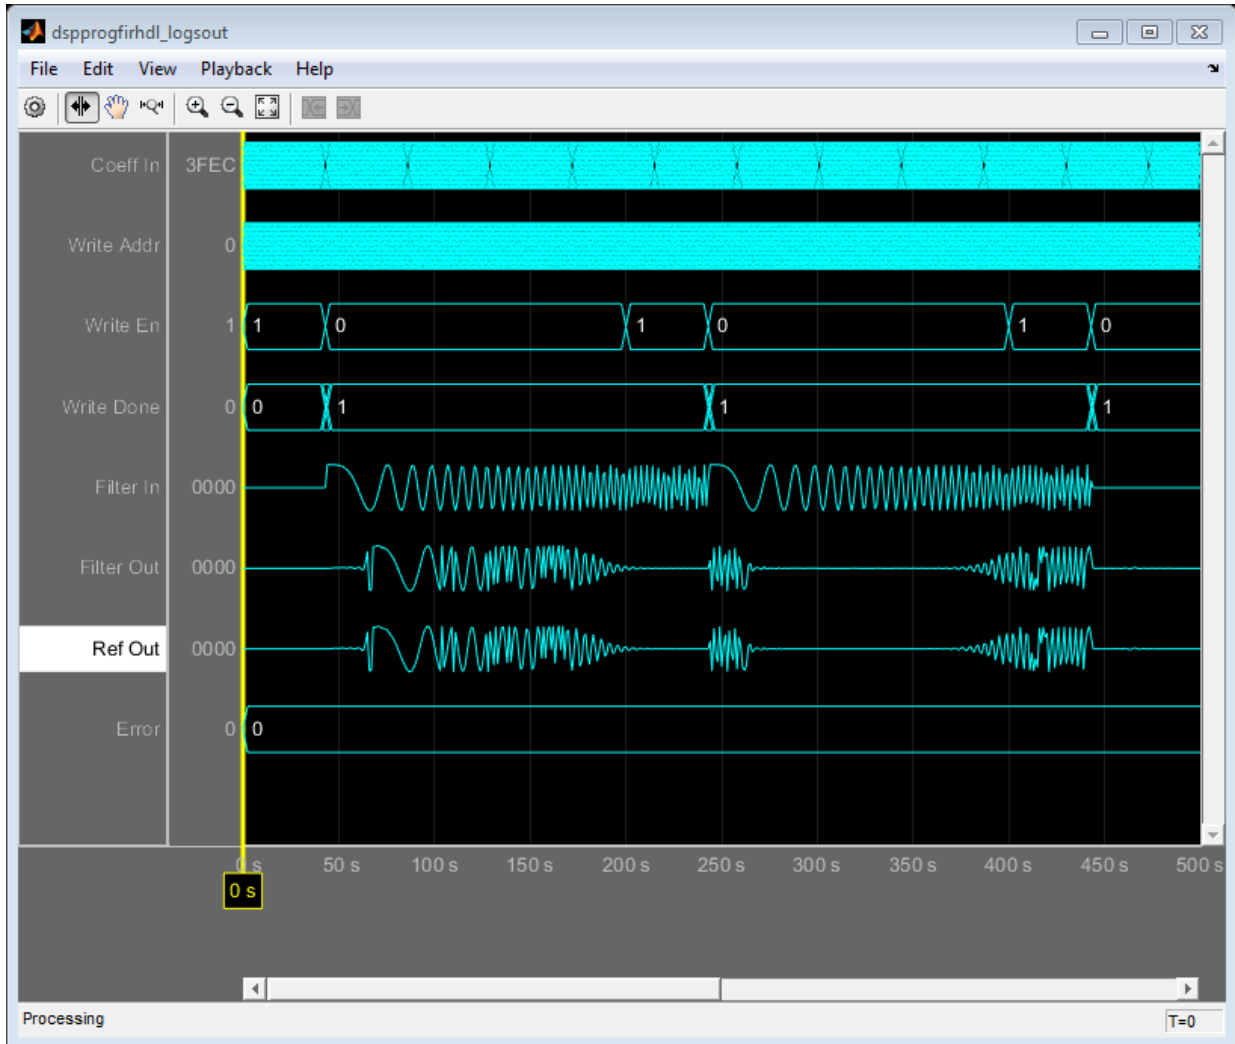 dspprogfirhdl_logsout
File Edit View Playback Help
Coeff In 3FEC
Write Addr 0
Write En 1 1 0 1 0 1 0
Write Done 0 0 1 1 1
Filter In 0000
Filter Out 0000
Ref Out 0000
Error 0 0
0 s 50 s 100 s 150 s 200 s 250 s 300 s 350 s 400 s 450 s 500 s
0 s
Processing T=0